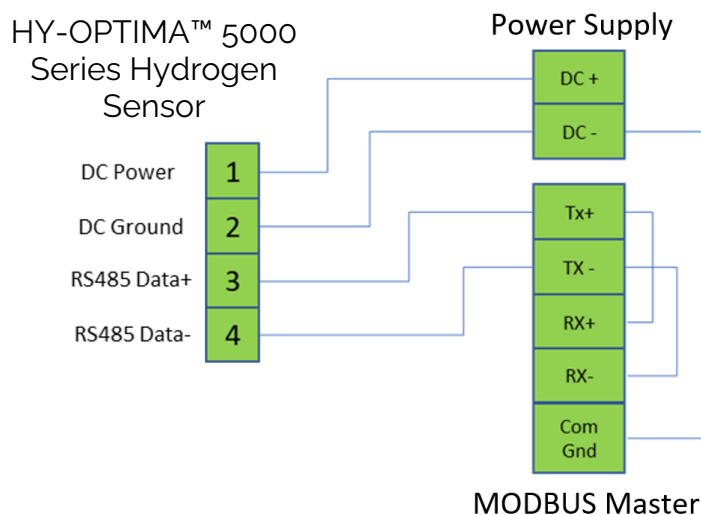 HY-OPTIMA™ 5000
Series Hydrogen
Sensor
Power Supply
DC +
DC -
DC Power
1
DC Ground
2
RS485 Data+
3
RS485 Data-
4
Tx+
TX -
RX+
RX-
Com
Gnd
MODBUS Master